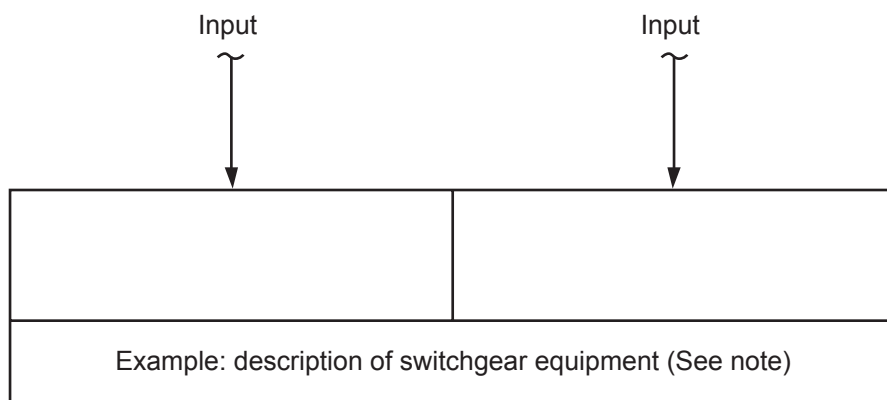 Input Input
Example: description of switchgear equipment (See note)